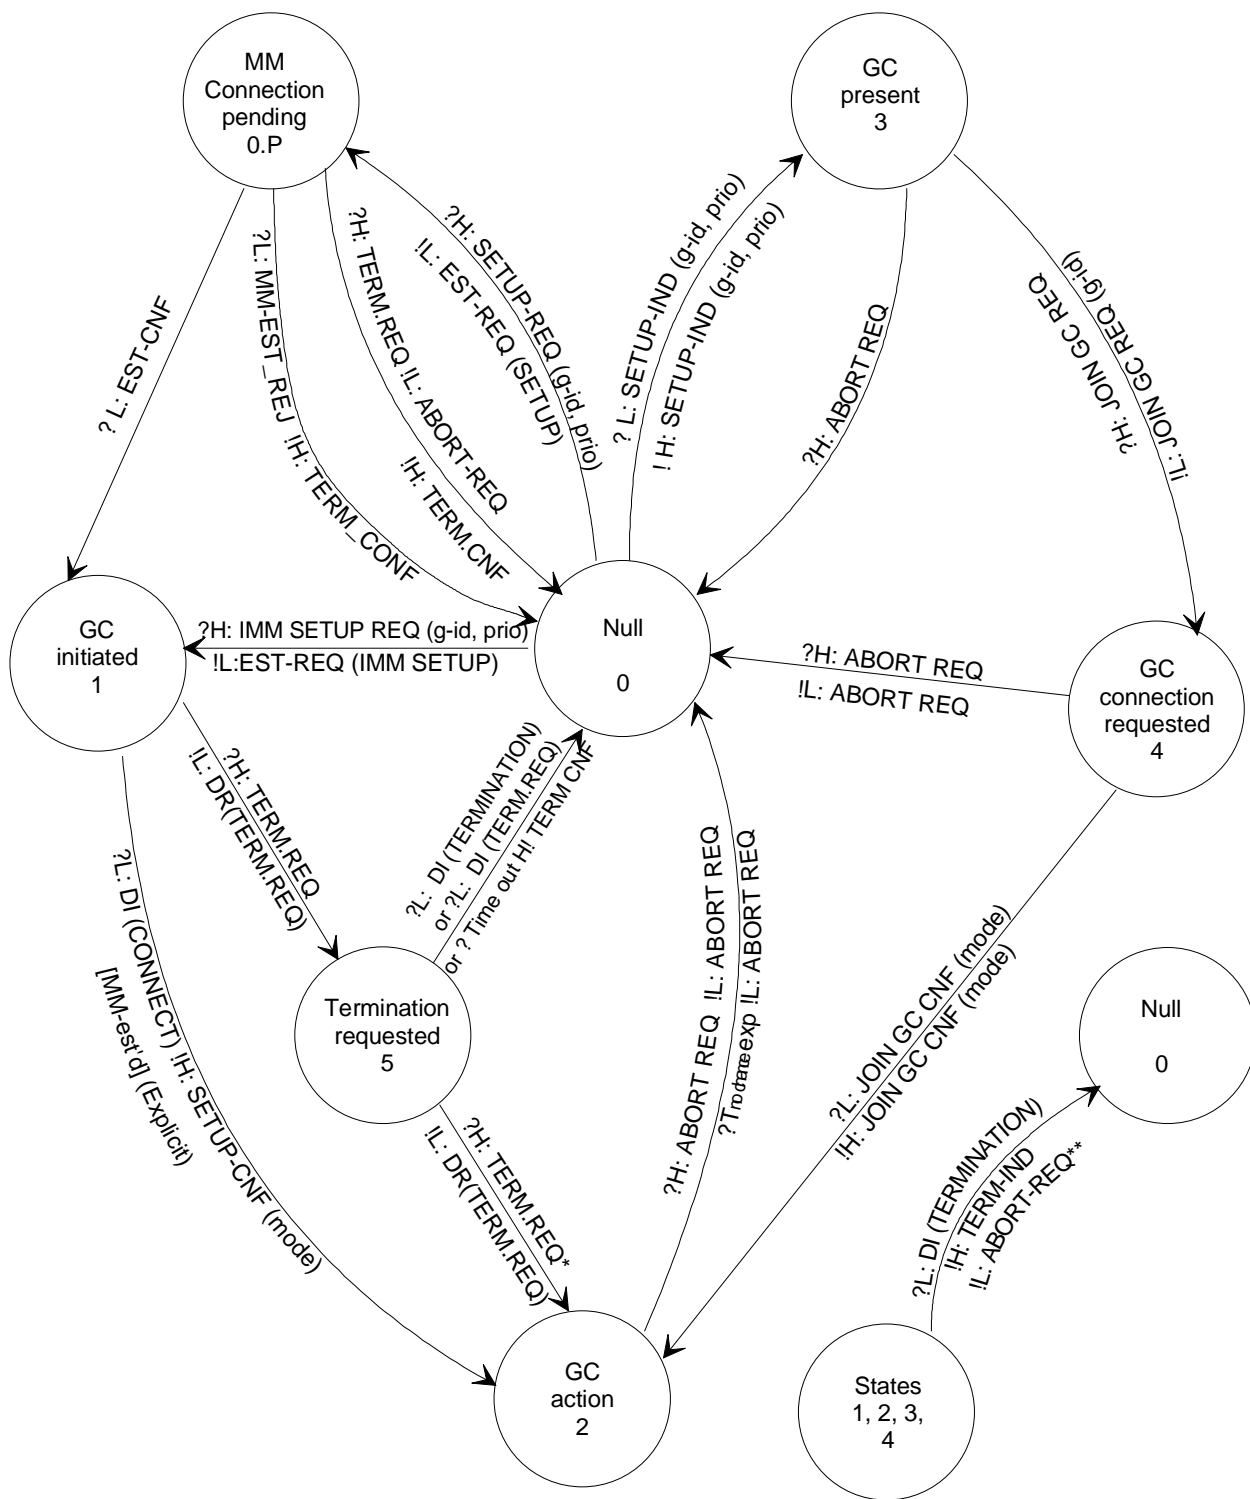 MM
Connection
pending
0.P
GC
present
3
?L: EST-CNF
?L: MM-EST_REJ !H: TERM_CONF
?H: TERM.REQ !L: ABORT-REQ
!H: TERM.CNF
?H: SETUP-REQ (g-id, prio)
!L: EST-REQ (SETUP)
? L: SETUP-IND (g-id, prio)
! H: SETUP-IND (g-id, prio)
?H: ABORT REQ
!L: JOIN GC REQ (g-id)
?H: JOIN GC REQ
GC
initiated
1
?H: IMM SETUP REQ (g-id, prio)
!L:EST-REQ (IMM SETUP)
Null
0
?H: ABORT REQ
!L: ABORT REQ
GC
connection
requested
4
?H: TERM.REQ
!L: DR(TERM.REQ)
?L: DI (TERMINATION)
or ?L: DI (TERM.REQ)
or ? Time out H! TERM CNF
?L: DI (CONNECT) !H: SETUP-CNF (mode)
[MM-est'd] (Explicit)
Termination
requested
5
?H: ABORT REQ !L: ABORT REQ
exp !L: ABORT REQ
?L: JOIN GC CNF (mode)
!H: JOIN GC CNF (mode)
Null
0
?H: TERM.REQ*
!L: DR(TERM.REQ)
?L: DI (TERMINATION)
!H: TERM-IND
!L: ABORT-REQ**
GC
action
2
States
1, 2, 3,
4